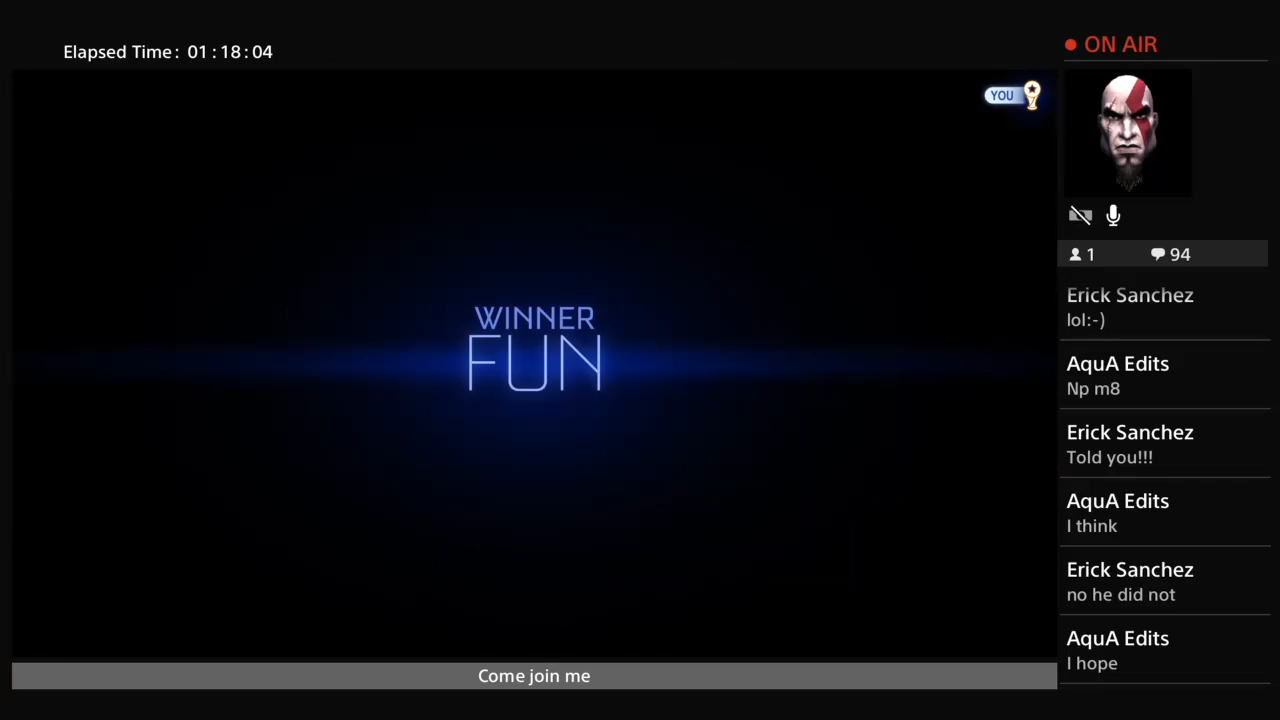 Elapsed Time: 01:18:04
ON AIR
YOU
WINNER
FUN
1 94
Erick Sanchez
lol:-)
AquA Edits
Np m8
Erick Sanchez
Told you!!!
AquA Edits
I think
Erick Sanchez
no he did not
AquA Edits
I hope
Come join me